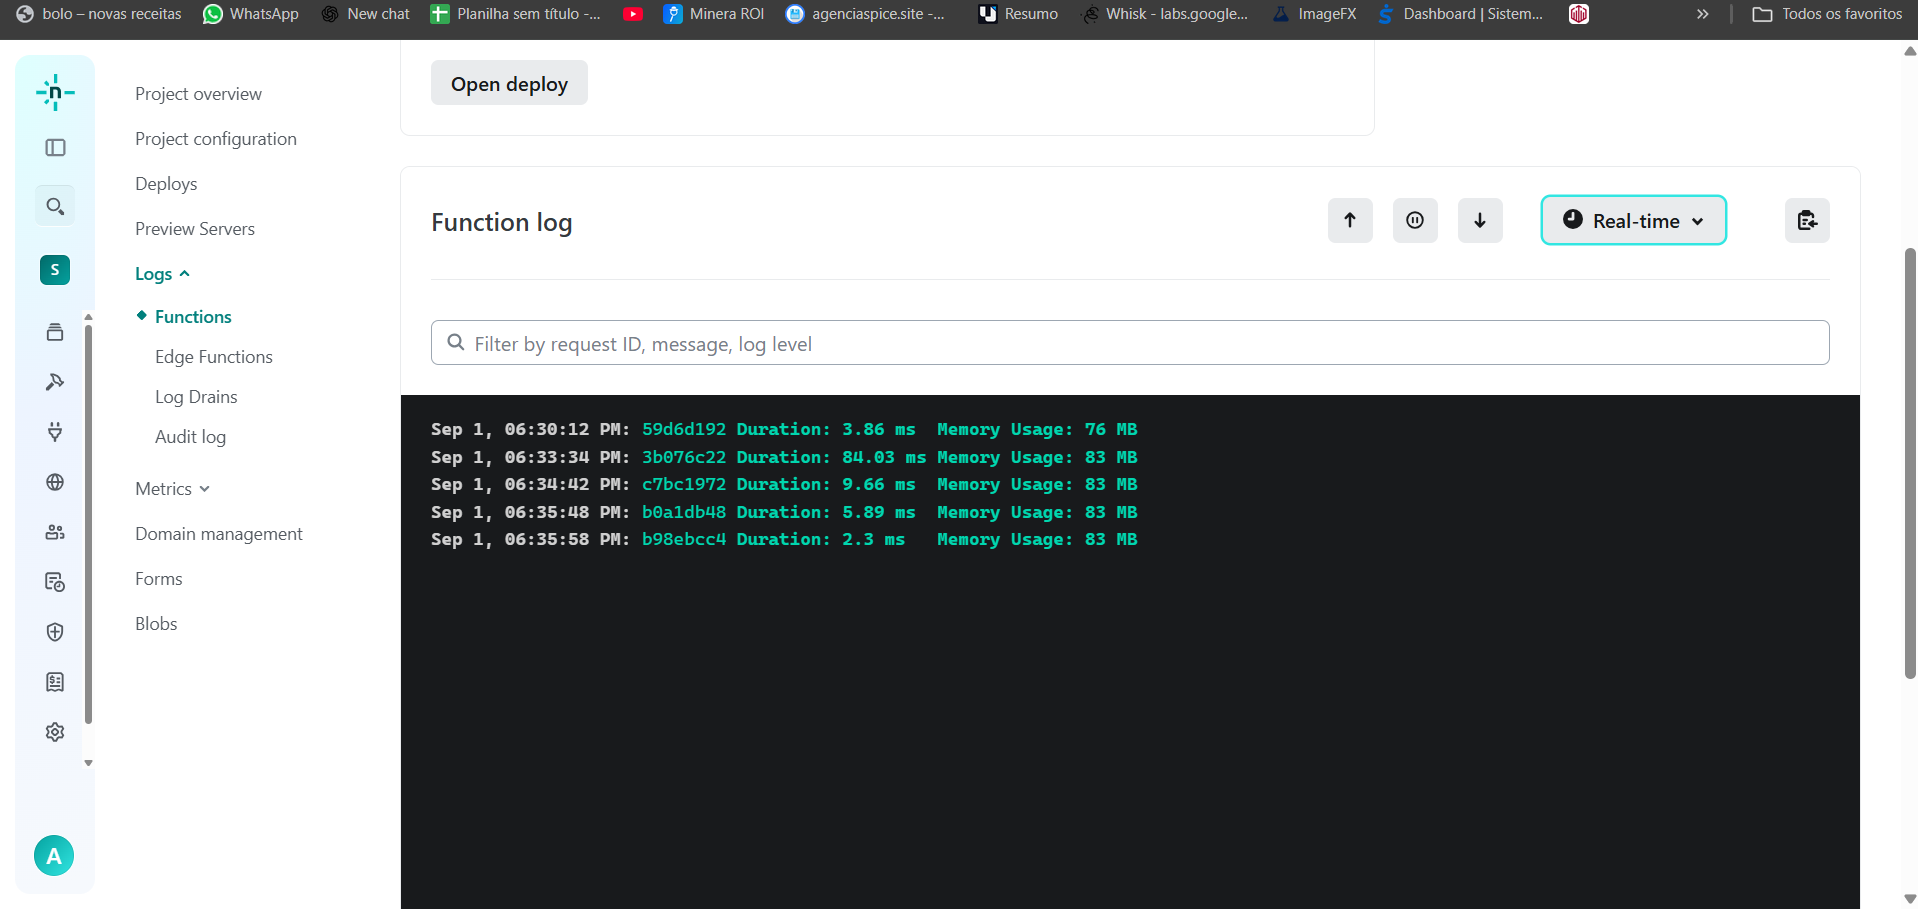 bolo – novas receitas
WhatsApp
New chat
Planilha sem título -...
Minera ROI
agenciaspice.site -...
Resumo
Whisk - labs.google...
ImageFX
Dashboard | Sistem...
Todos os favoritos
n
S
A
Project overview
Project configuration
Deploys
Preview Servers
Logs
Functions
Edge Functions
Log Drains
Audit log
Metrics
Domain management
Forms
Blobs
Open deploy
Function log
Real-time
Filter by request ID, message, log level
Sep 1, 06:30:12 PM: 59d6d192 Duration: 3.86 ms Memory Usage: 76 MB
Sep 1, 06:33:34 PM: 3b076c22 Duration: 84.03 ms Memory Usage: 83 MB
Sep 1, 06:34:42 PM: c7bc1972 Duration: 9.66 ms Memory Usage: 83 MB
Sep 1, 06:35:48 PM: b0a1db48 Duration: 5.89 ms Memory Usage: 83 MB
Sep 1, 06:35:58 PM: b98ebcc4 Duration: 2.3 ms Memory Usage: 83 MB